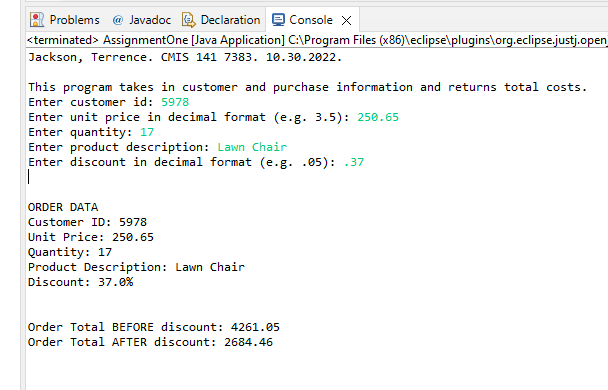 Problems @ Javadoc Declaration Console
<terminated> AssignmentOne [Java Application] C:\Program Files (x86)\eclipse\plugins\org.eclipse.justj.open
Jackson, Terrence. CMIS 141 7383. 10.30.2022.
This program takes in customer and purchase information and returns total costs.
Enter customer id: 5978
Enter unit price in decimal format (e.g. 3.5): 250.65
Enter quantity: 17
Enter product description: Lawn Chair
Enter discount in decimal format (e.g. .05): .37
ORDER DATA
Customer ID: 5978
Unit Price: 250.65
Quantity: 17
Product Description: Lawn Chair
Discount: 37.0%
Order Total BEFORE discount: 4261.05
Order Total AFTER discount: 2684.46